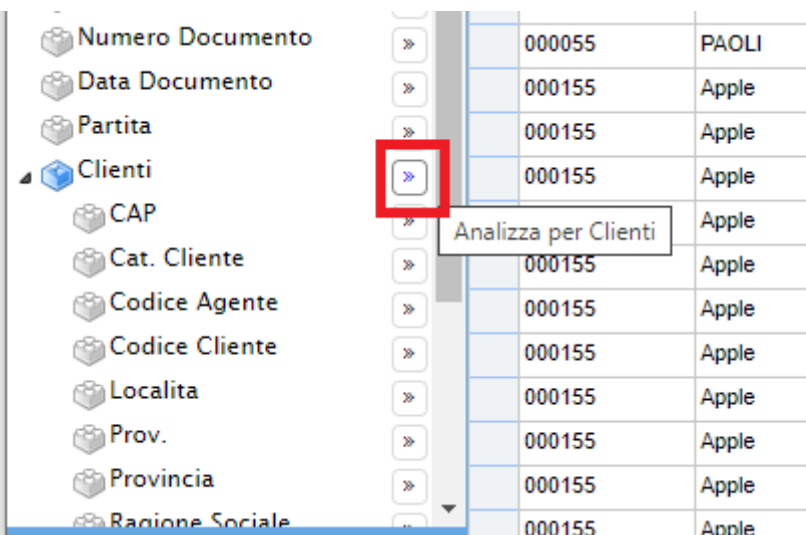 Numero Documento » 000055 PAOLI
Data Documento » 000155 Apple
Partita » 000155 Apple
Clienti » 000155 Apple
CAP » Apple
Analizza per Clienti
Cat. Cliente » 000155 Apple
Codice Agente » 000155 Apple
Codice Cliente » 000155 Apple
Localita » 000155 Apple
Prov. » 000155 Apple
Provincia » 000155 Apple
Ragione Sociale » 000155 Apple